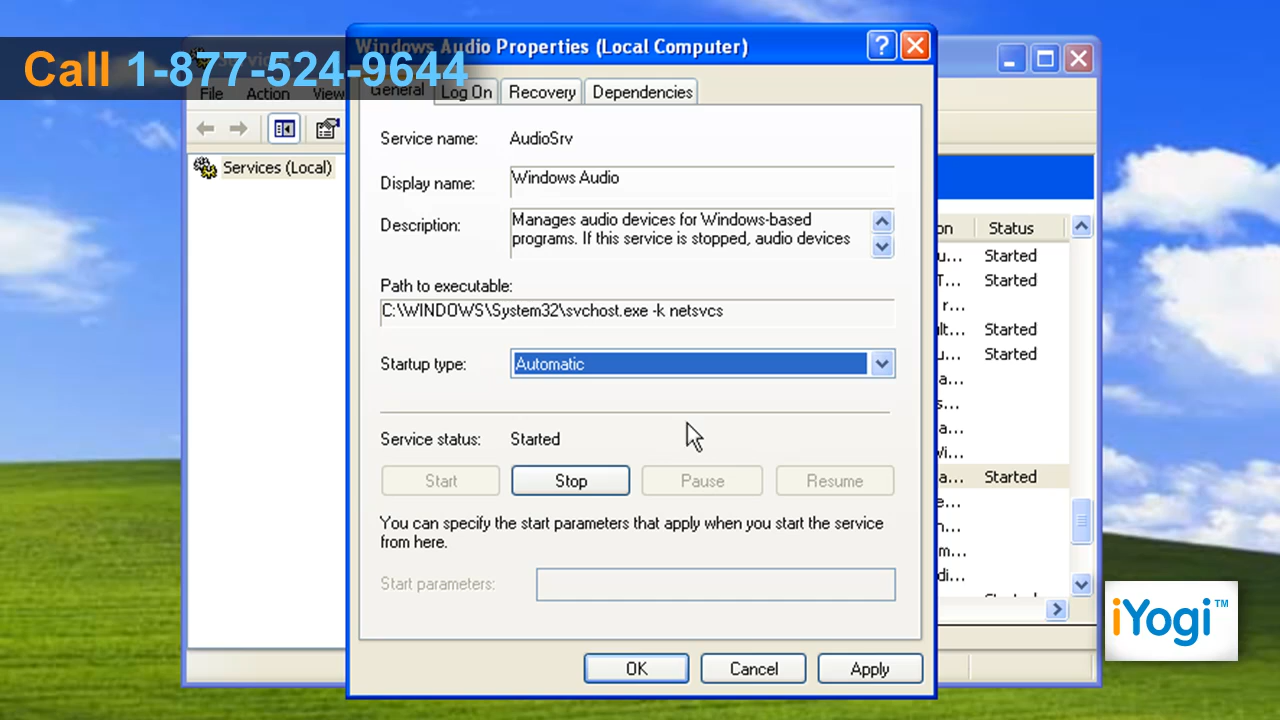 Call 1-877-524-9644
Windows Audio Properties (Local Computer)
File Action View
General Log On Recovery Dependencies
Services (Local)
Service name: AudioSrv
Display name: Windows Audio
Description: Manages audio devices for Windows-based
programs. If this service is stopped, audio devices
Path to executable:
C:\WINDOWS\System32\svchost.exe -k netsvcs
Startup type: Automatic
Service status: Started
Start Stop Pause Resume
You can specify the start parameters that apply when you start the service
from here.
Start parameters:
OK Cancel Apply
on Status
u... Started
T... Started
r...
lt... Started
u... Started
a...
s...
a...
vi...
a... Started
e...
n...
m...
di...
iYogi™